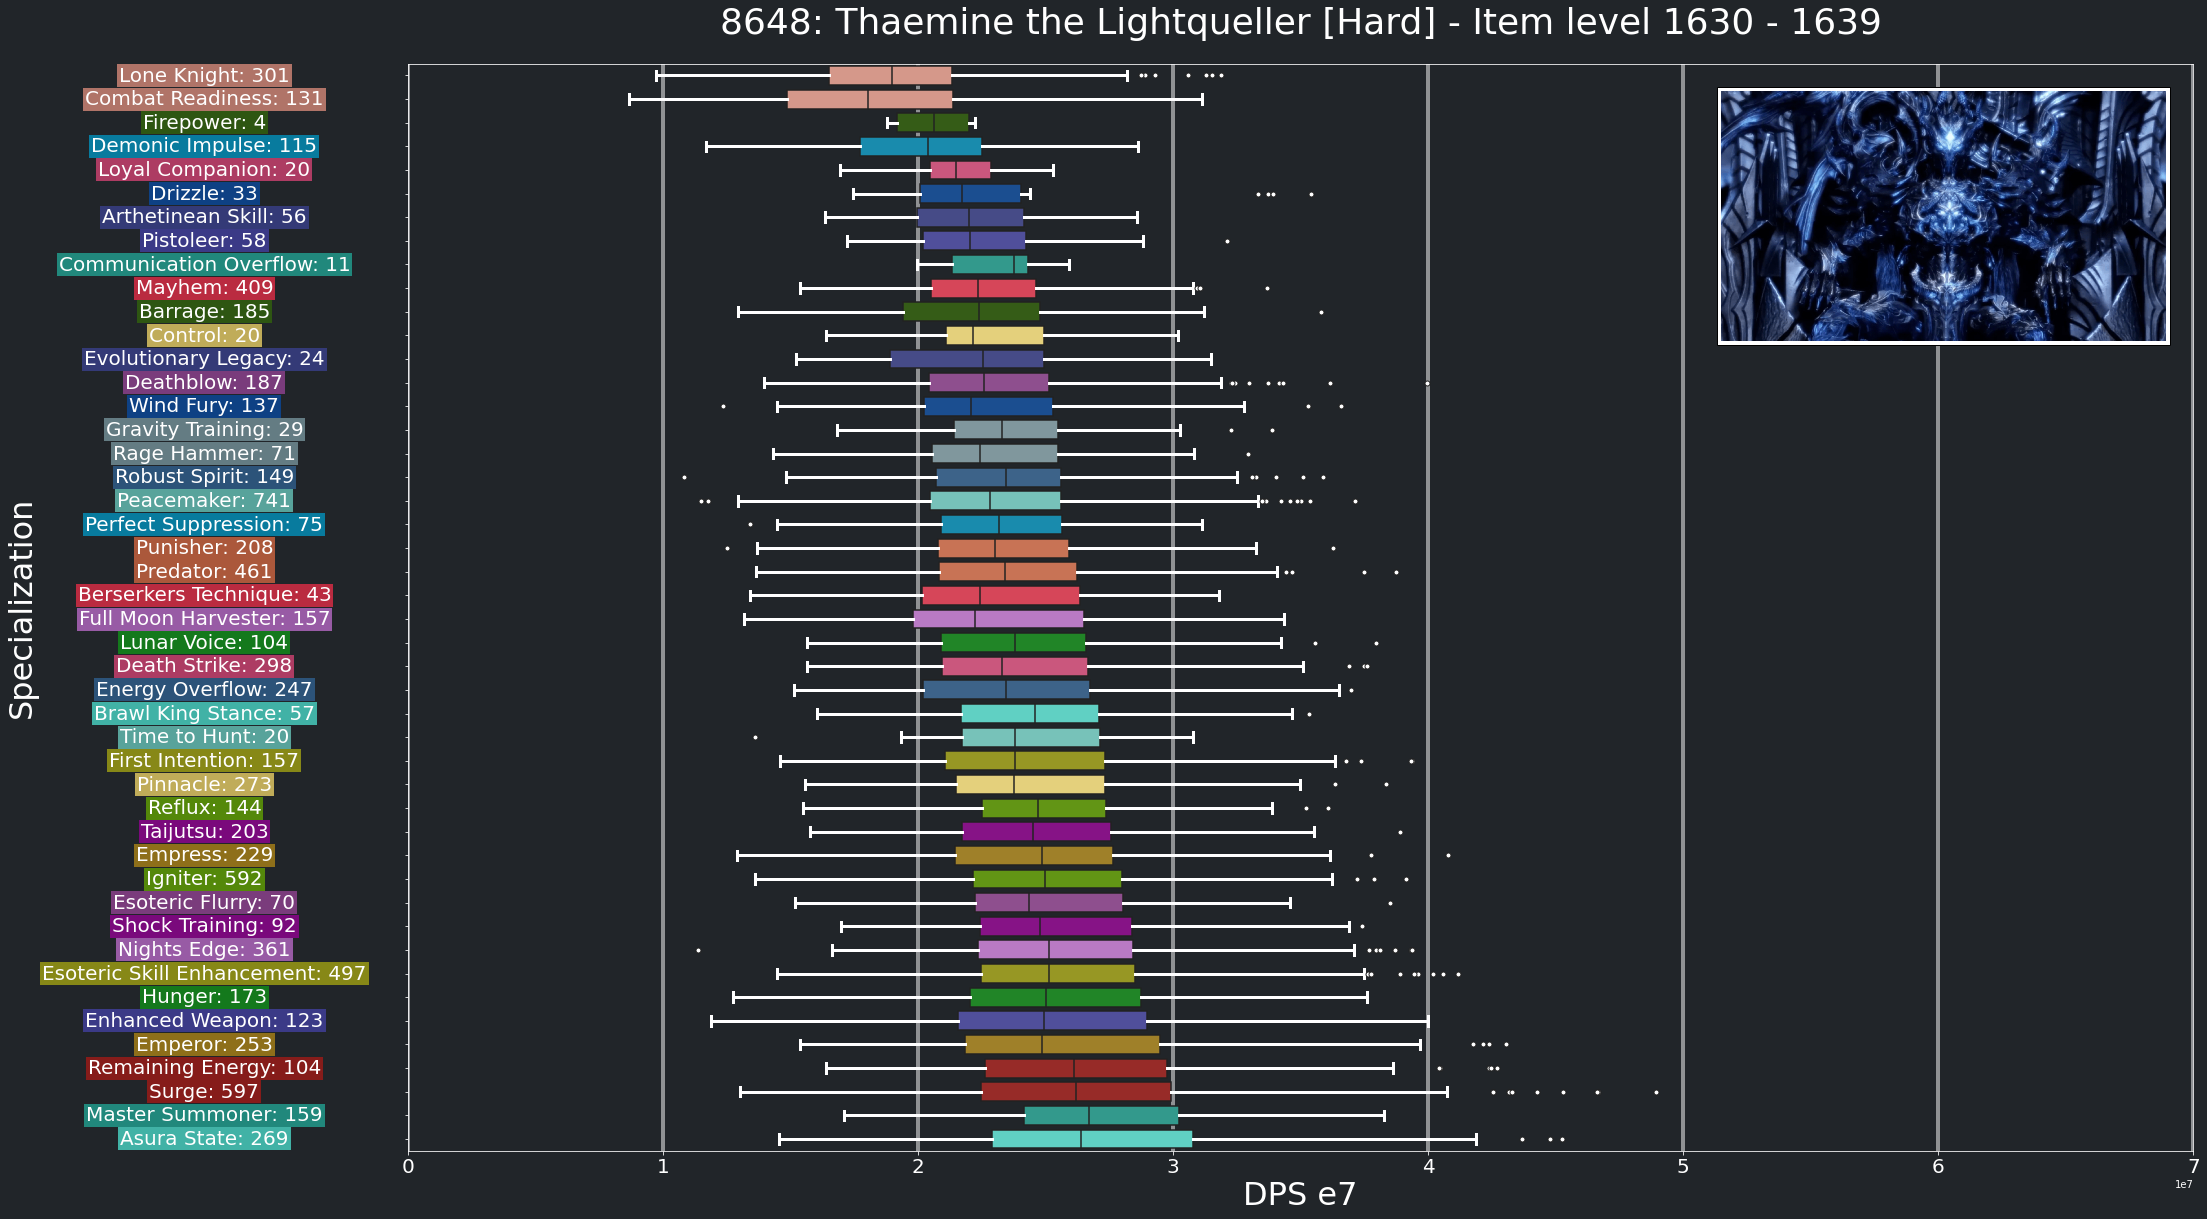 8648: Thaemine the Lightqueller [Hard] - Item level 1630 - 1639
Specialization
Lone Knight: 301
Combat Readiness: 131
Firepower: 4
Demonic Impulse: 115
Loyal Companion: 20
Drizzle: 33
Arthetinean Skill: 56
Pistoleer: 58
Communication Overflow: 11
Mayhem: 409
Barrage: 185
Control: 20
Evolutionary Legacy: 24
Deathblow: 187
Wind Fury: 137
Gravity Training: 29
Rage Hammer: 71
Robust Spirit: 149
Peacemaker: 741
Perfect Suppression: 75
Punisher: 208
Predator: 461
Berserkers Technique: 43
Full Moon Harvester: 157
Lunar Voice: 104
Death Strike: 298
Energy Overflow: 247
Brawl King Stance: 57
Time to Hunt: 20
First Intention: 157
Pinnacle: 273
Reflux: 144
Taijutsu: 203
Empress: 229
Igniter: 592
Esoteric Flurry: 70
Shock Training: 92
Nights Edge: 361
Esoteric Skill Enhancement: 497
Hunger: 173
Enhanced Weapon: 123
Emperor: 253
Remaining Energy: 104
Surge: 597
Master Summoner: 159
Asura State: 269
0 1 2 3 4 5 6 7
1e7
DPS e7